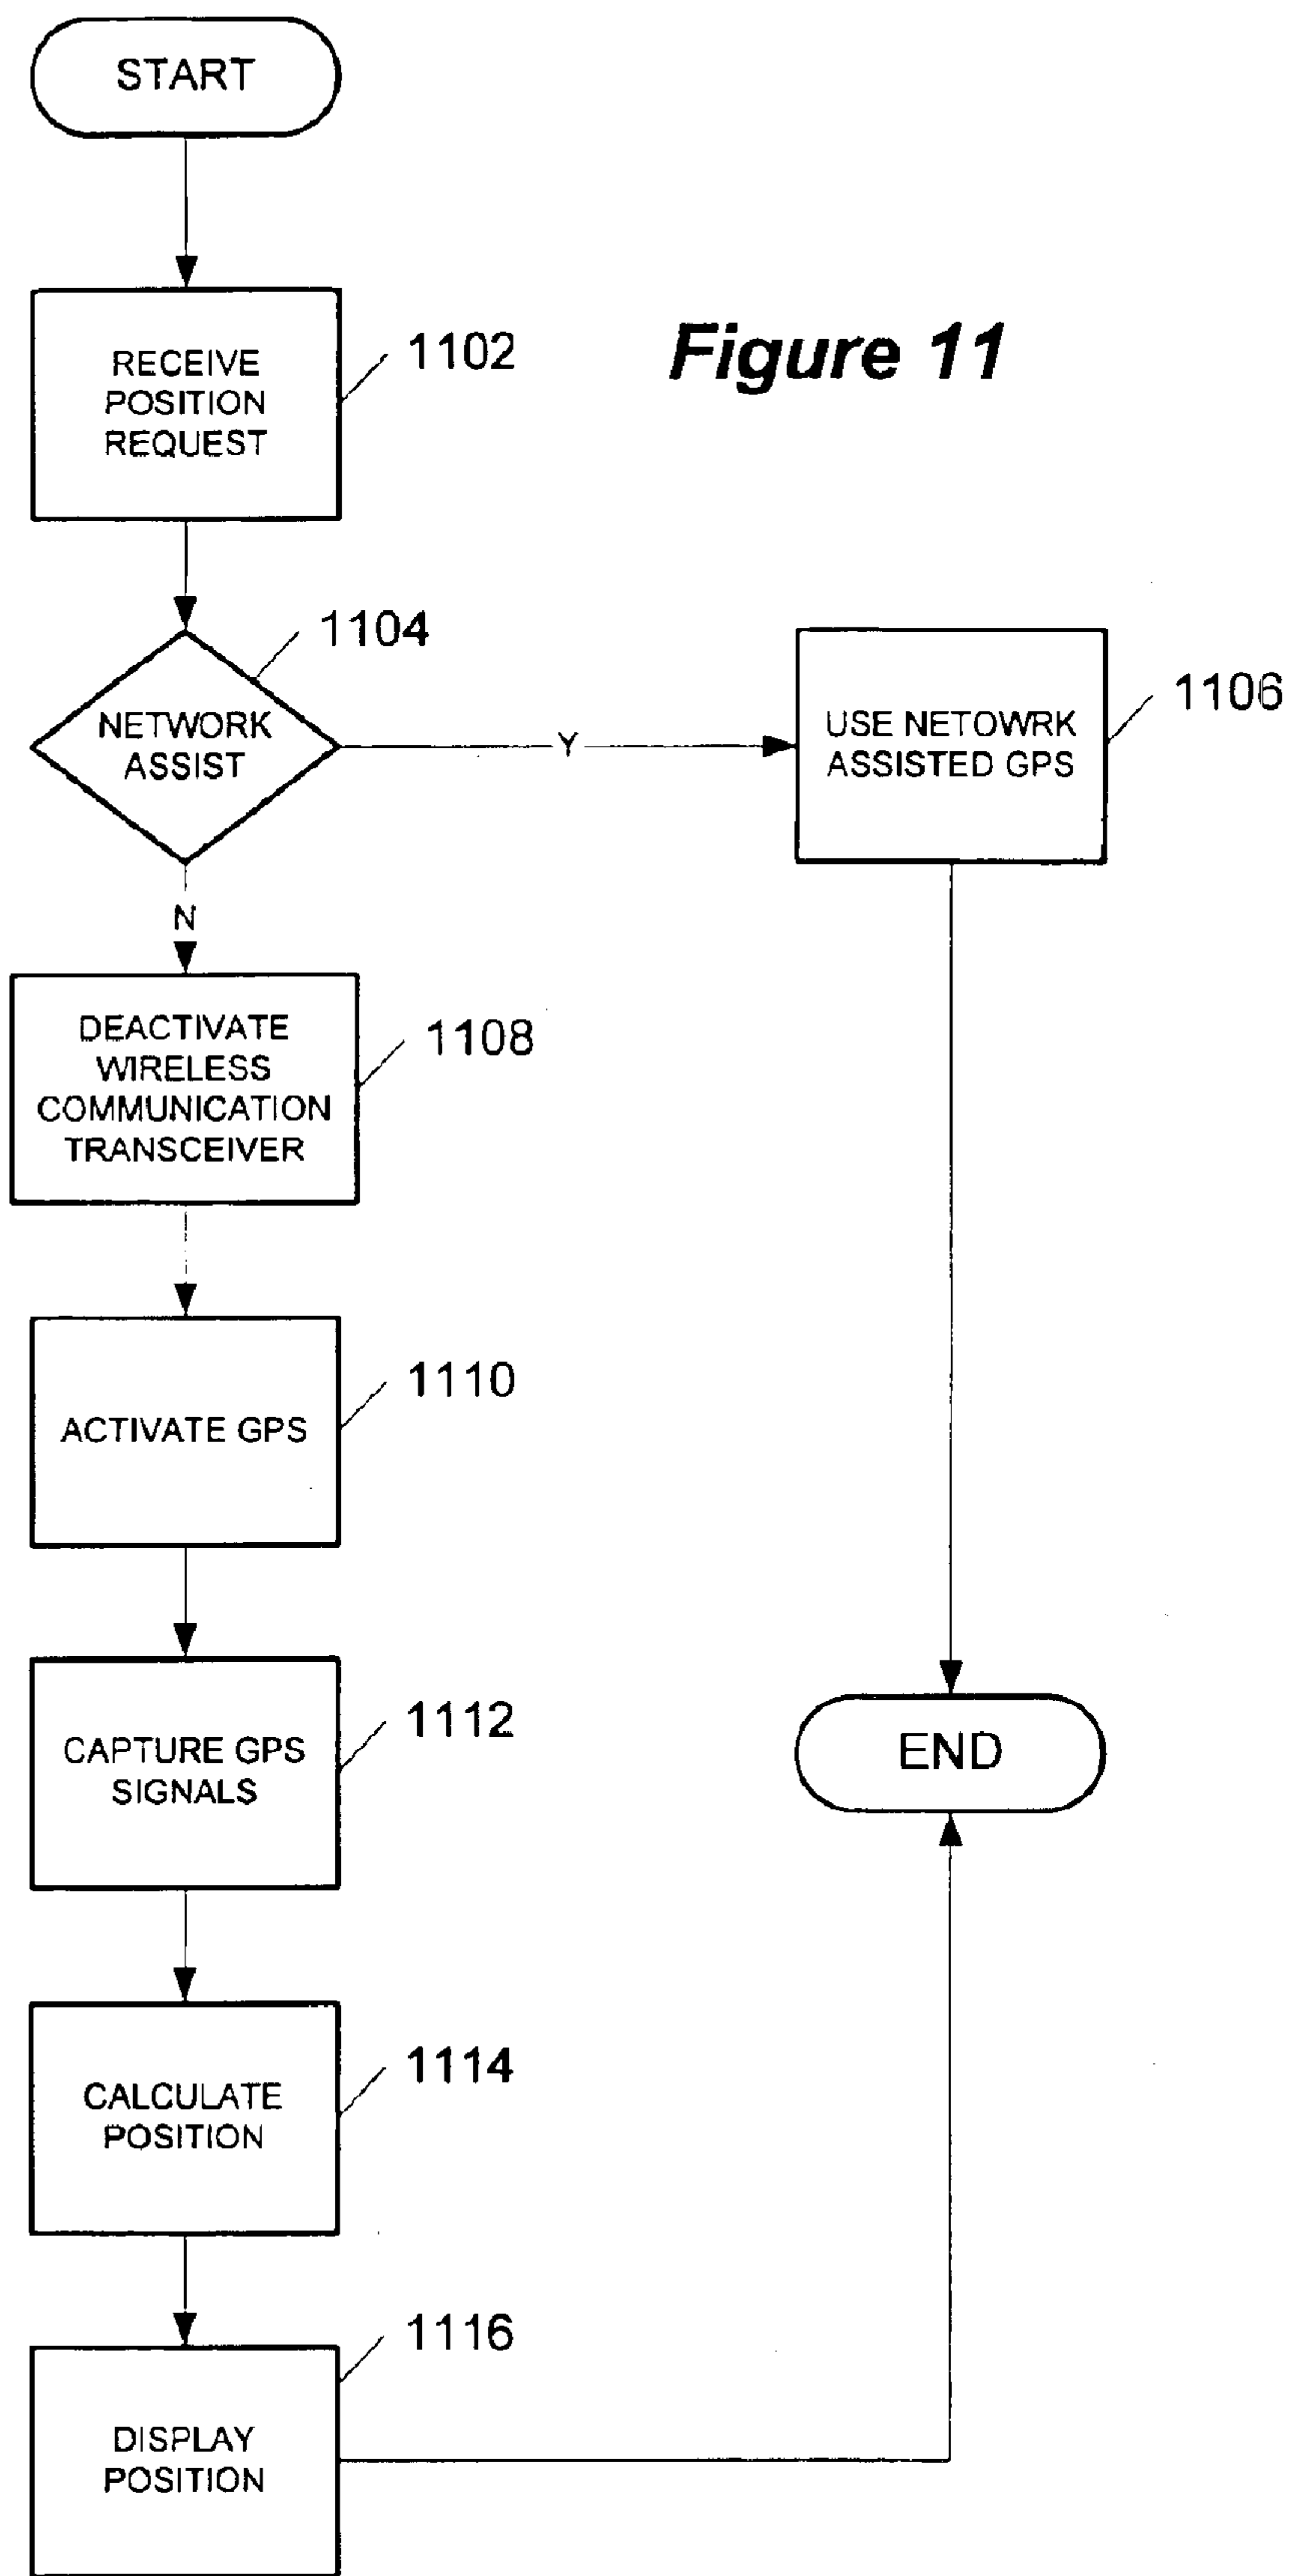 START
Figure 11
RECEIVE
POSITION
REQUEST
1102
NETWORK
ASSIST
1104
Y
USE NETOWRK
ASSISTED GPS
1106
N
DEACTIVATE
WIRELESS
COMMUNICATION
TRANSCEIVER
1108
ACTIVATE GPS
1110
CAPTURE GPS
SIGNALS
1112
END
CALCULATE
POSITION
1114
DISPLAY
POSITION
1116